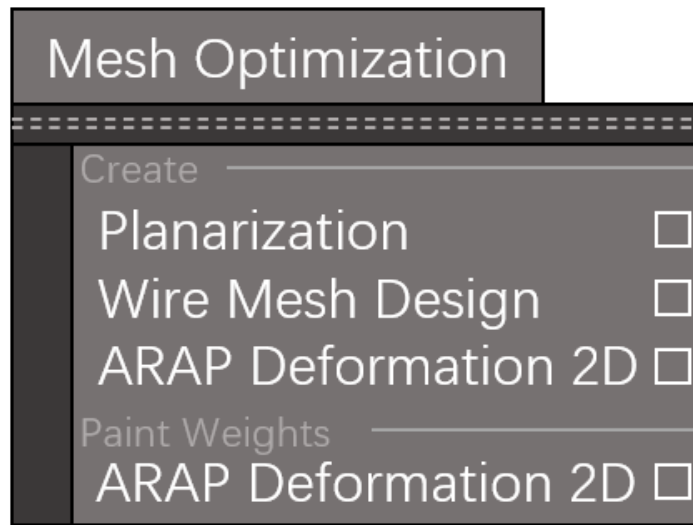 Mesh Optimization
Create
Planarization
Wire Mesh Design
ARAP Deformation 2D
Paint Weights
ARAP Deformation 2D